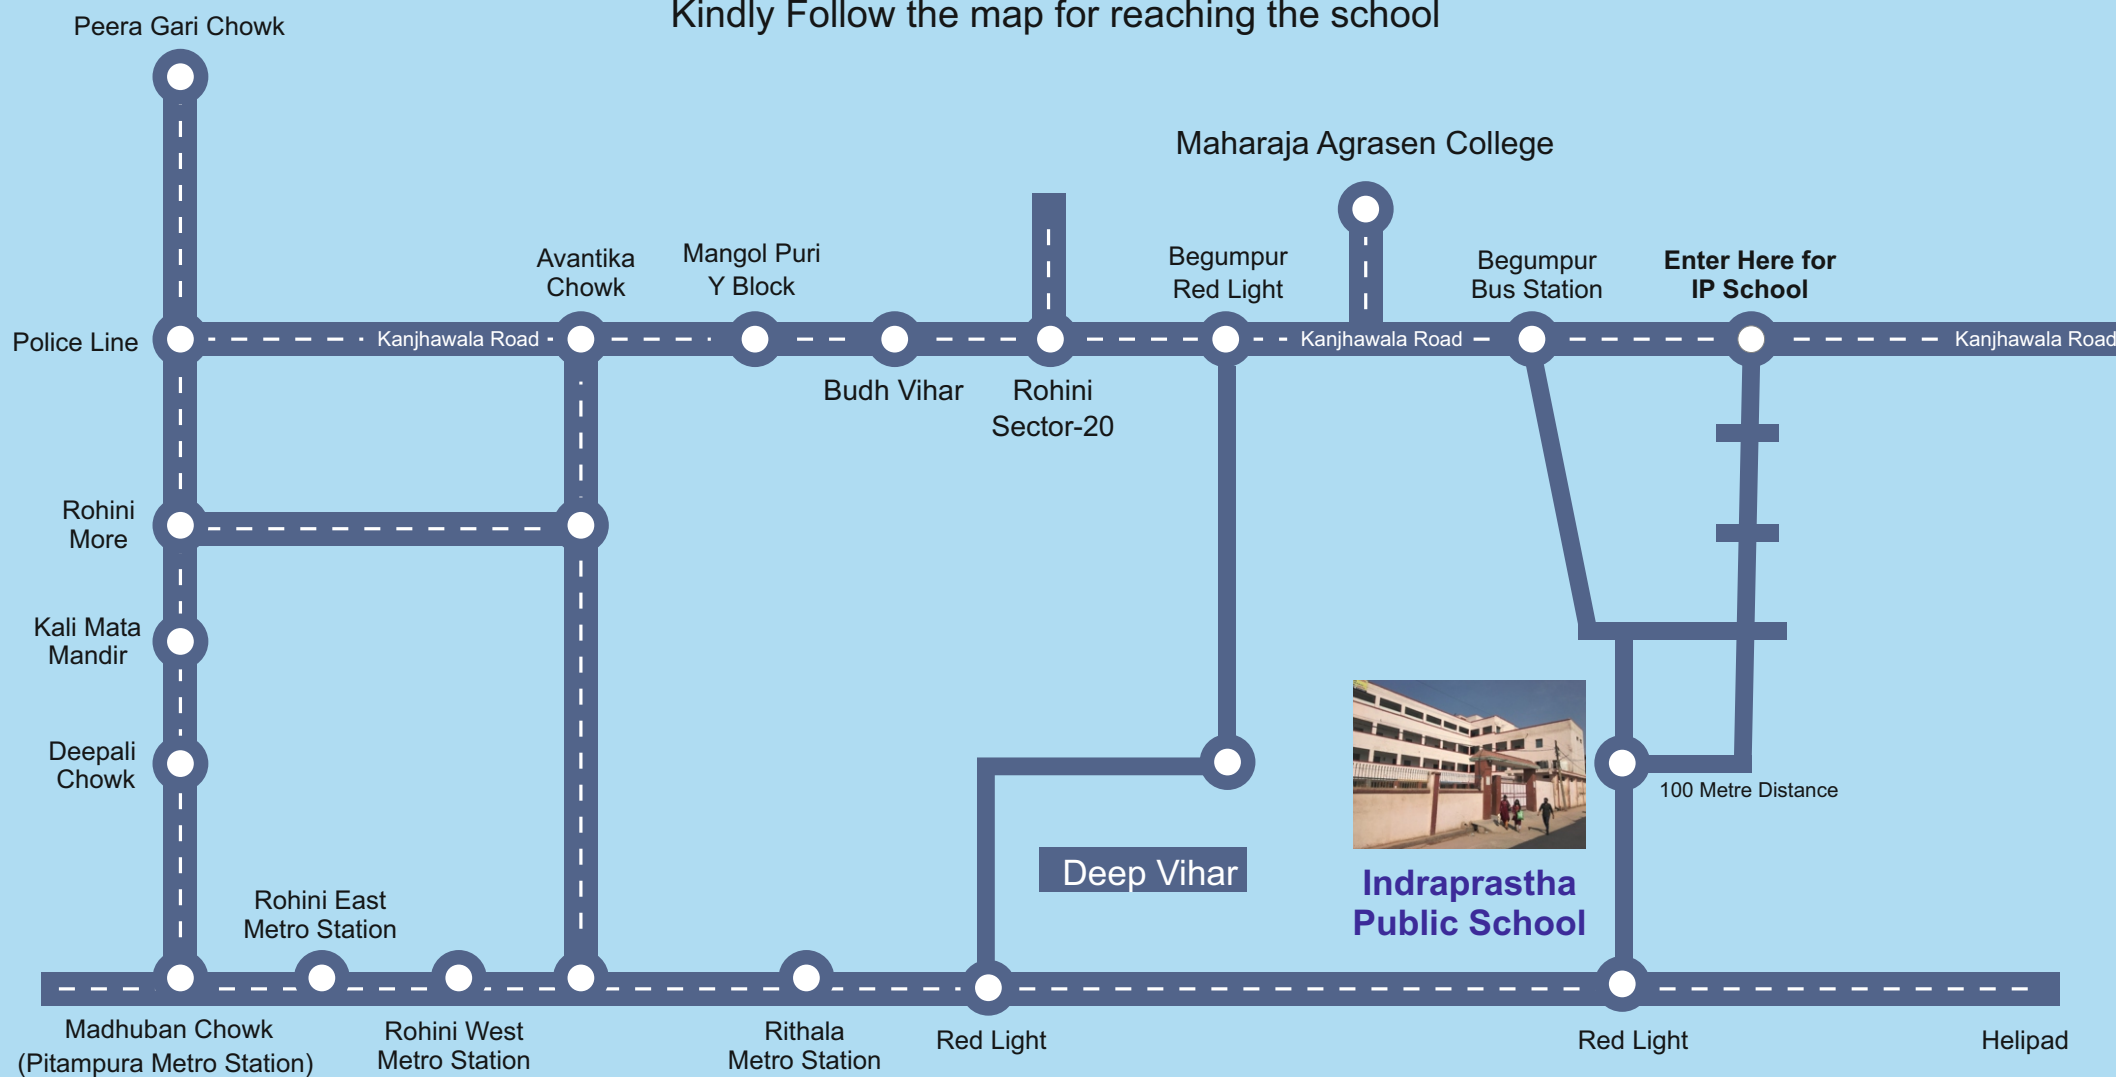 Kindly Follow the map for reaching the school
Peera Gari Chowk
Maharaja Agrasen College
Avantika
Chowk
Mangol Puri
Y Block
Begumpur
Red Light
Begumpur
Bus Station
Enter Here for
IP School
Police Line
Kanjhawala Road
Kanjhawala Road
Kanjhawala Road
Budh Vihar
Rohini
Sector-20
Rohini
More
Kali Mata
Mandir
Deepali
Chowk
100 Metre Distance
Deep Vihar
Indraprastha
Public School
Rohini East
Metro Station
Madhuban Chowk
(Pitampura Metro Station)
Rohini West
Metro Station
Rithala
Metro Station
Red Light
Red Light
Helipad